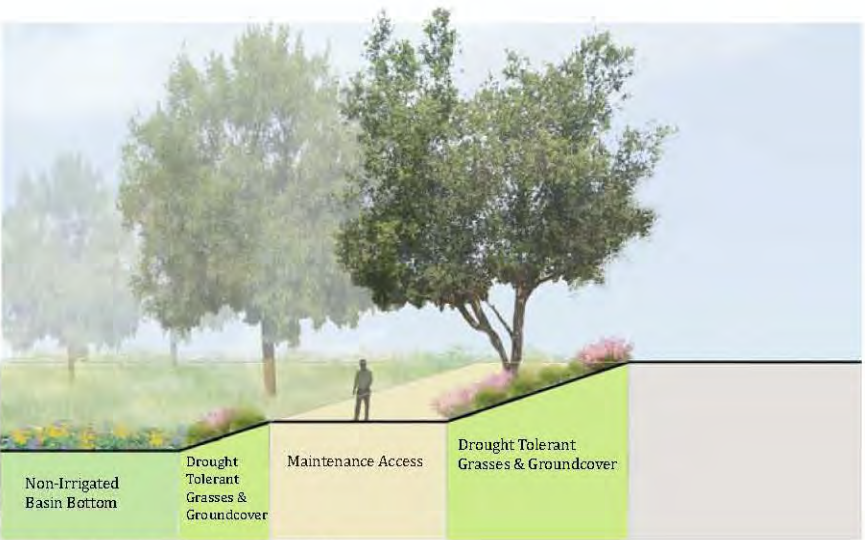 Non-Irrigated
Basin Bottom
Drought
Tolerant
Grasses &
Groundcover
Maintenance Access
Drought Tolerant
Grasses & Groundcover